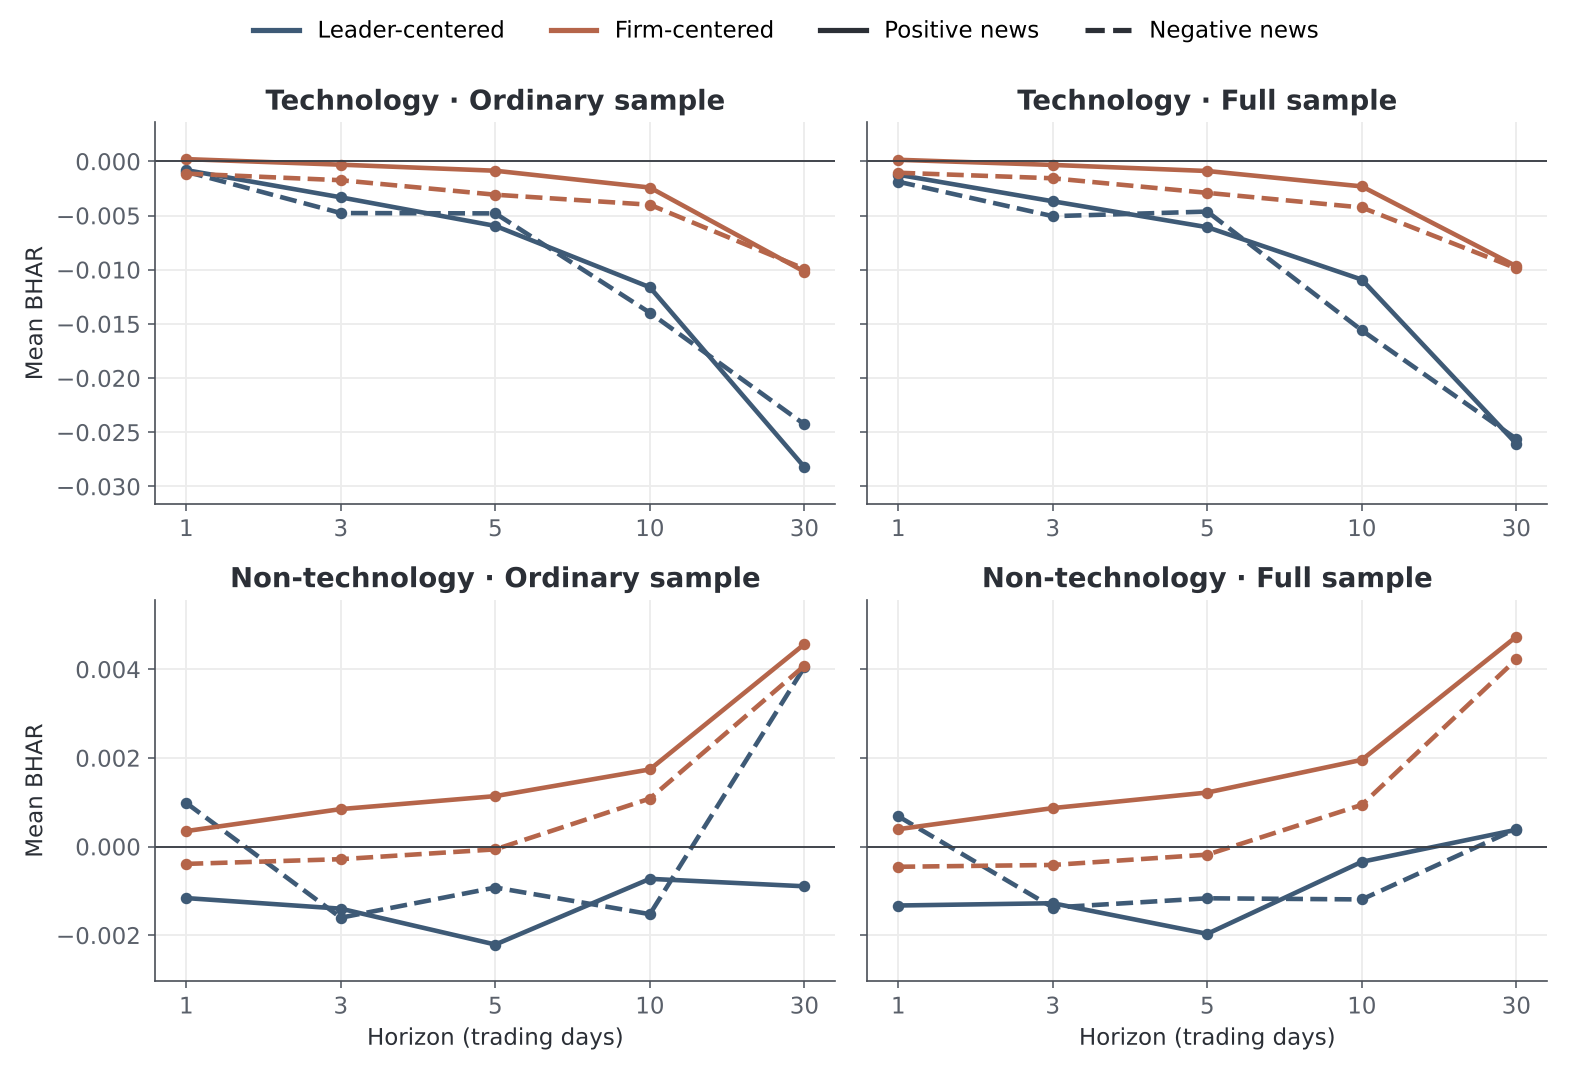 Leader-centered Firm-centered Positive news Negative news
Technology · Ordinary sample
Technology · Full sample
Mean BHAR
0.000
−0.005
−0.010
−0.015
−0.020
−0.025
−0.030
1 3 5 10 30
1 3 5 10 30
Non-technology · Ordinary sample
Non-technology · Full sample
Mean BHAR
0.004
0.002
0.000
−0.002
1 3 5 10 30
1 3 5 10 30
Horizon (trading days)
Horizon (trading days)